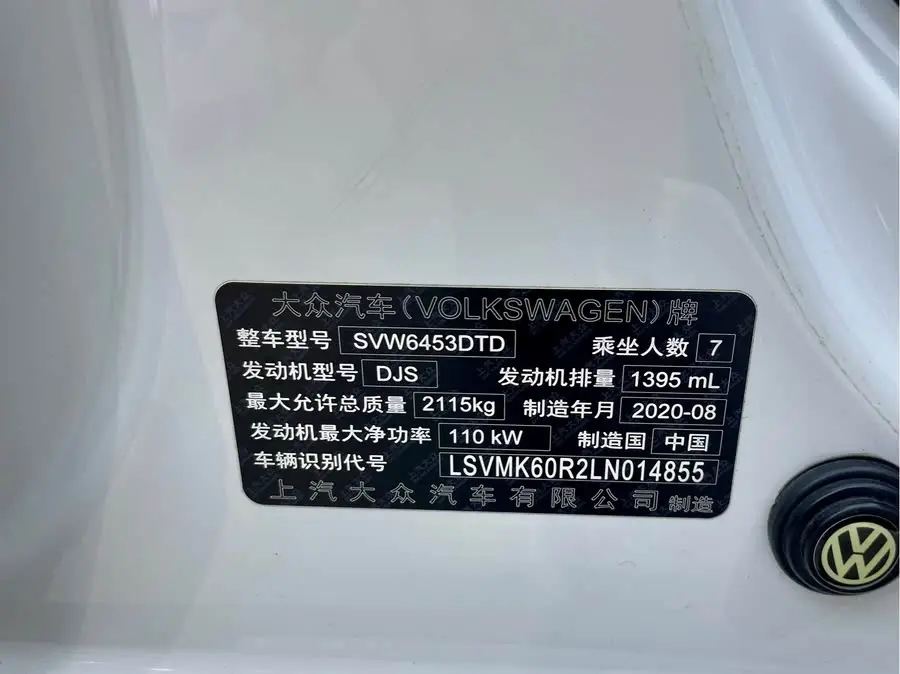 大众汽车(VOLKSWAGEN)牌
整车型号 SVW6453DTD 乘坐人数 7
发动机型号 DJS 发动机排量 1395 mL
最大允许总质量 2115kg 制造年月 2020-08
发动机最大净功率 110 kW 制造国 中国
车辆识别代号 LSVMK60R2LN014855
上汽大众汽车有限公司 制造